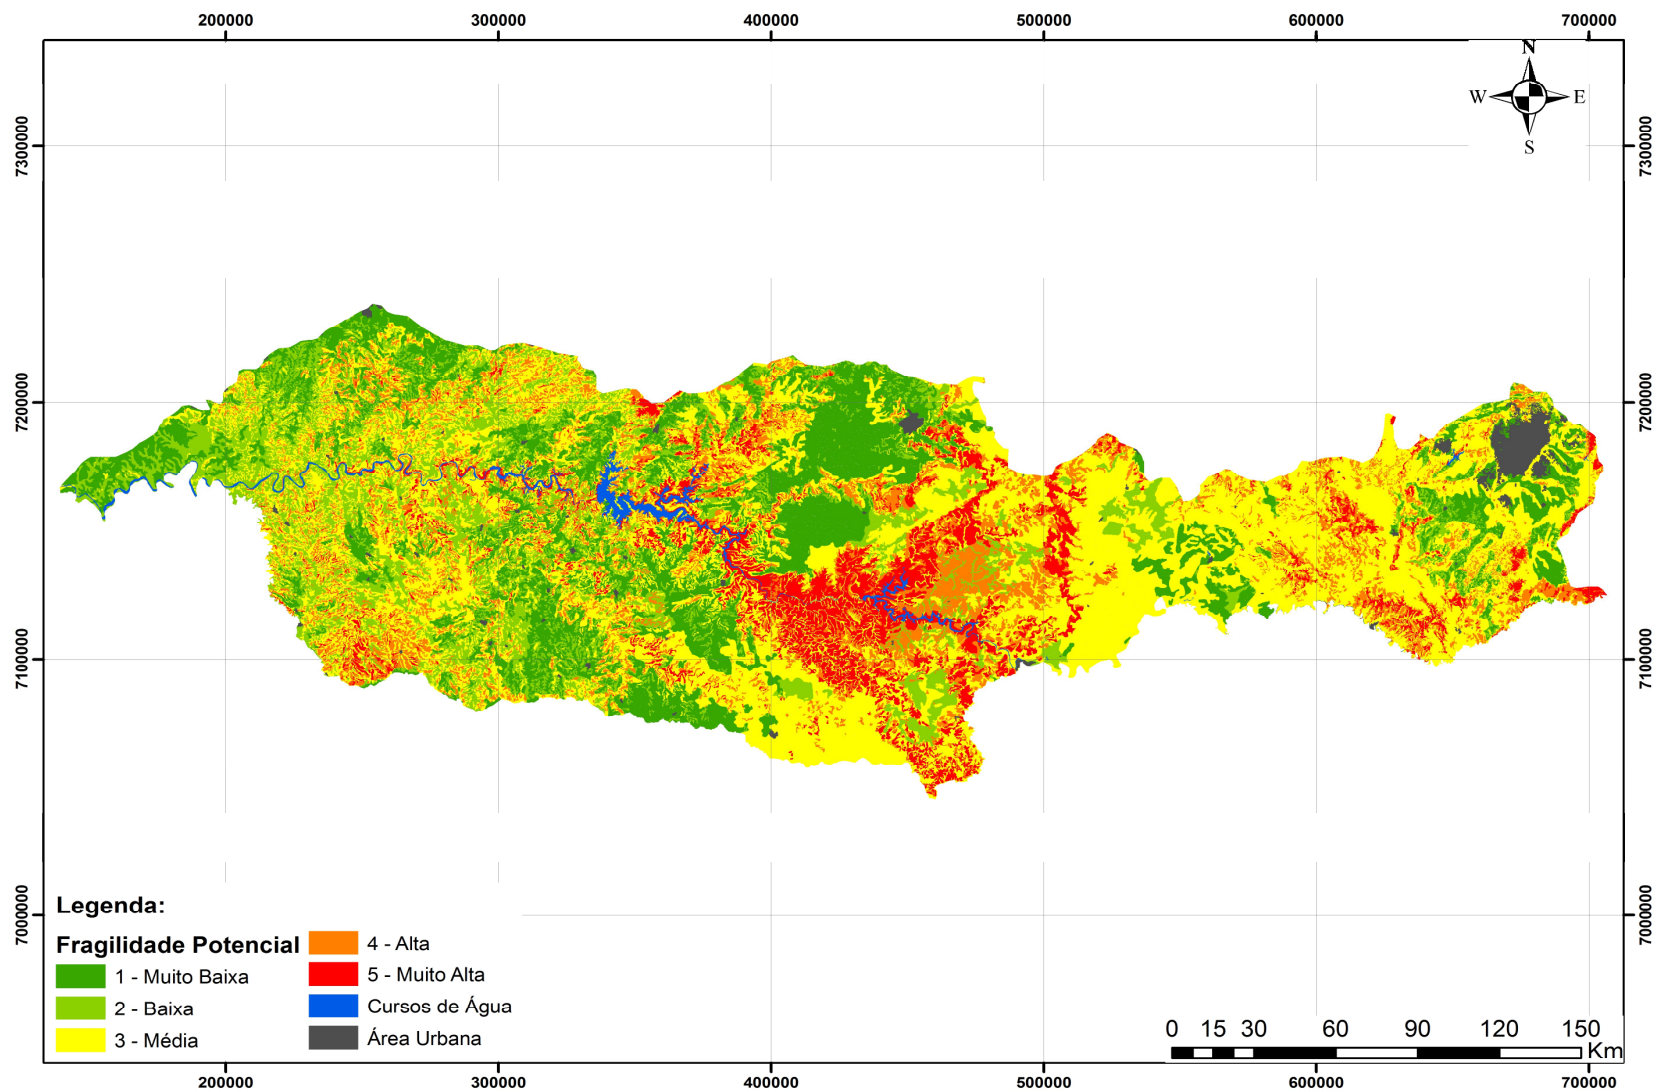 200000 300000 400000 500000 600000 700000
N
W E
S
7300000 7300000
7200000 7200000
7100000 7100000
7000000 7000000
Legenda:
Fragilidade Potencial
1 - Muito Baixa
2 - Baixa
3 - Média
4 - Alta
5 - Muito Alta
Cursos de Água
Área Urbana
0 15 30 60 90 120 150
Km
200000 300000 400000 500000 600000 700000